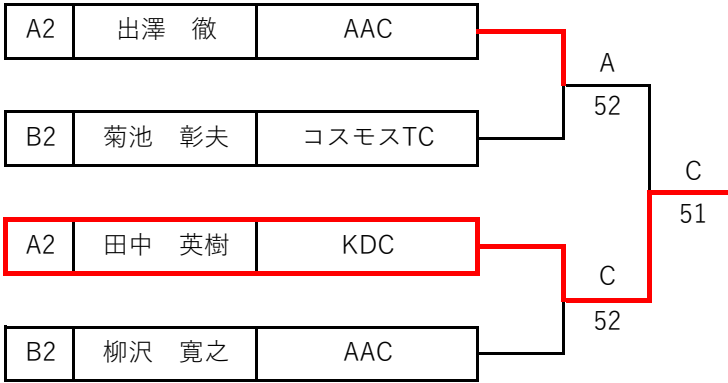 A2 出澤　徹 AAC
A
52
B2 菊池　彰夫 コスモスTC
C
51
A2 田中　英樹 KDC
C
52
B2 柳沢　寛之 AAC